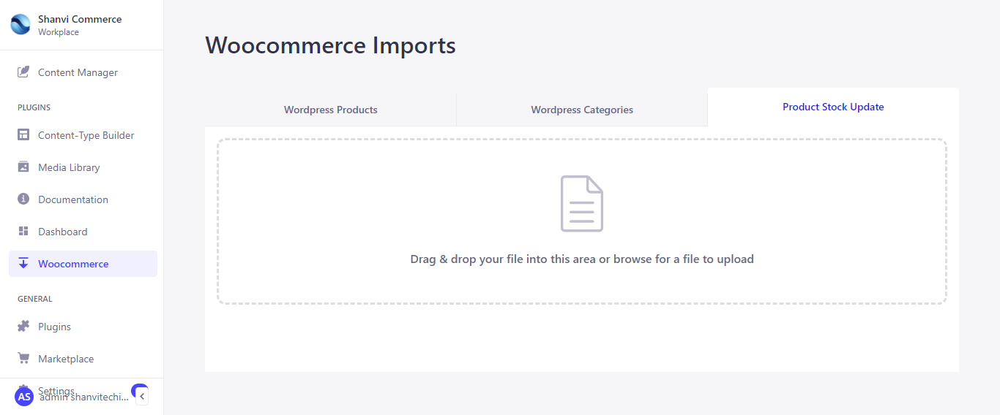 Shanvi Commerce
Workplace
Content Manager
PLUGINS
Content-Type Builder
Media Library
Documentation
Dashboard
Woocommerce
GENERAL
Plugins
Marketplace
Settings
AS
admin shanvitechi...
Woocommerce Imports
Wordpress Products
Wordpress Categories
Product Stock Update
Drag & drop your file into this area or browse for a file to upload